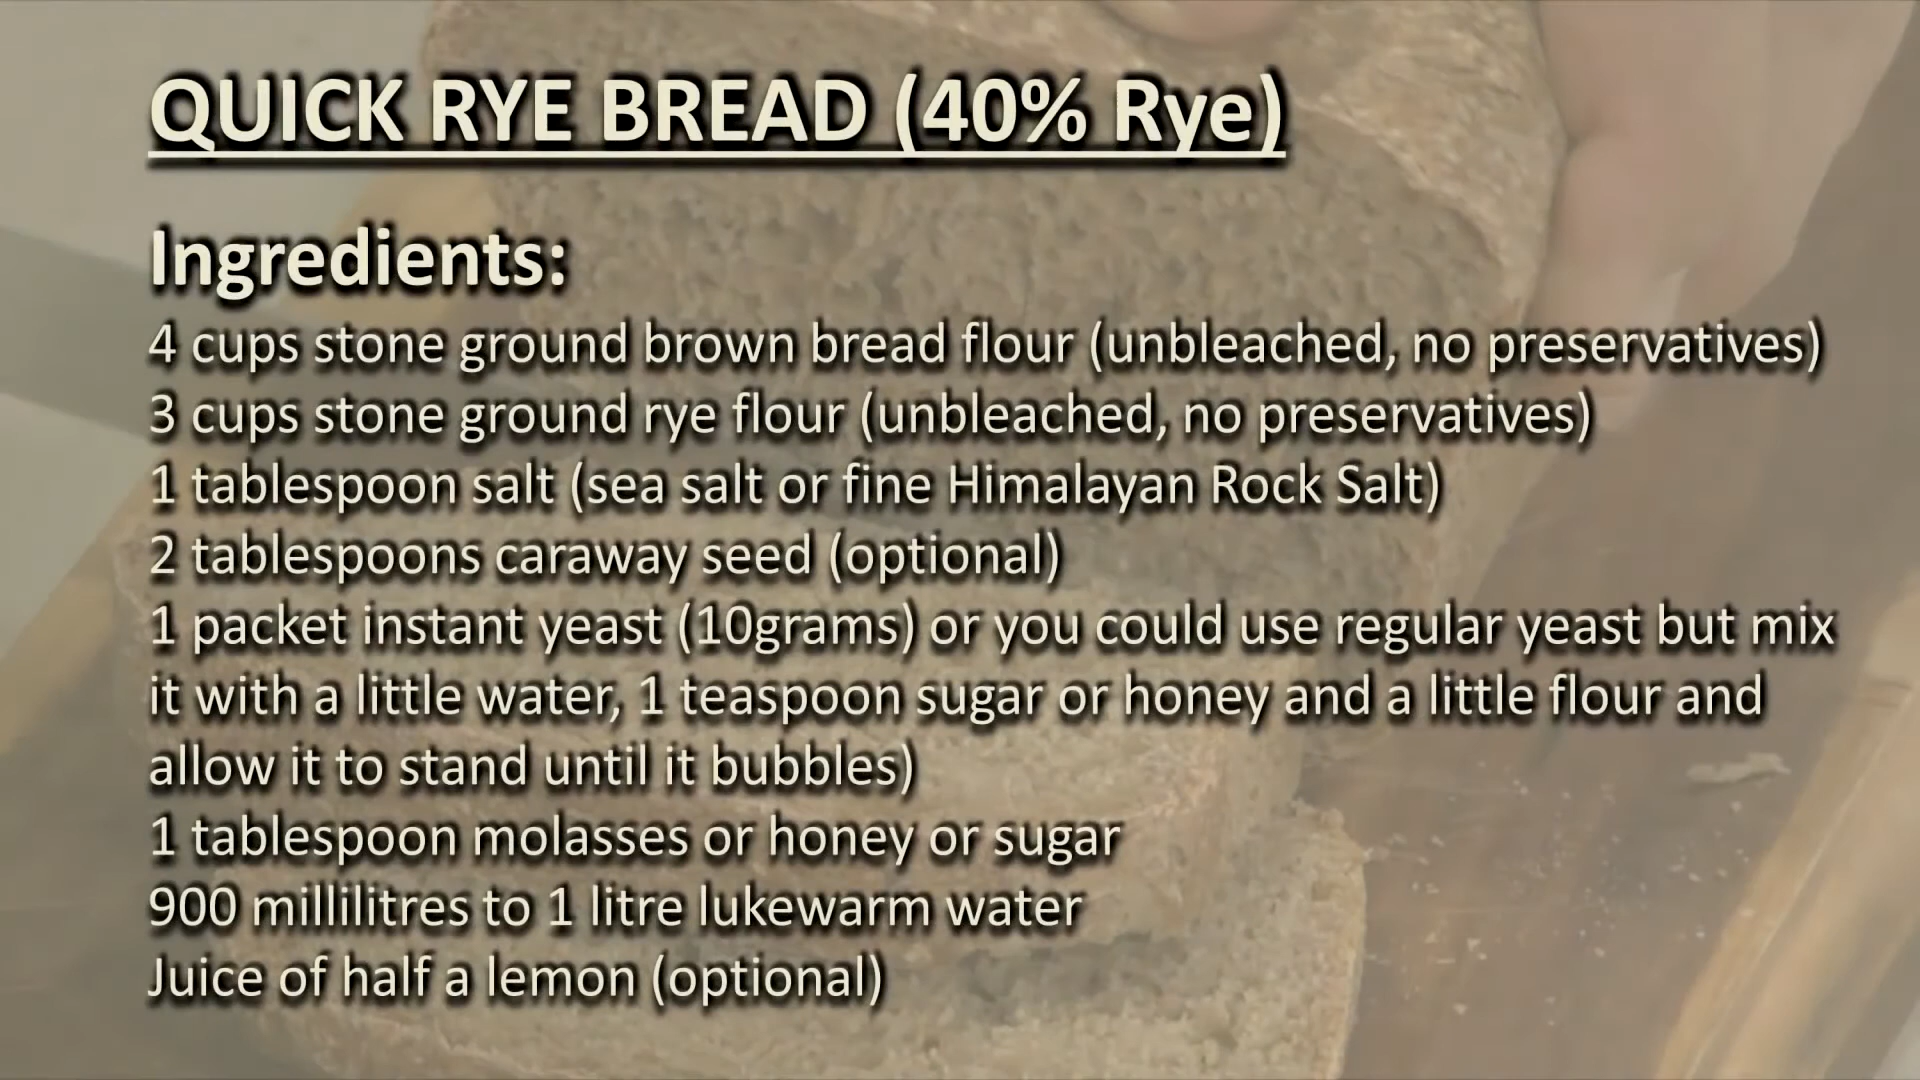 QUICK RYE BREAD (40% Rye)
Ingredients:
4 cups stone ground brown bread flour (unbleached, no preservatives)
3 cups stone ground rye flour (unbleached, no preservatives)
1 tablespoon salt (sea salt or fine Himalayan Rock Salt)
2 tablespoons caraway seed (optional)
1 packet instant yeast (10grams) or you could use regular yeast but mix
it with a little water, 1 teaspoon sugar or honey and a little flour and
allow it to stand until it bubbles)
1 tablespoon molasses or honey or sugar
900 millilitres to 1 litre lukewarm water
Juice of half a lemon (optional)